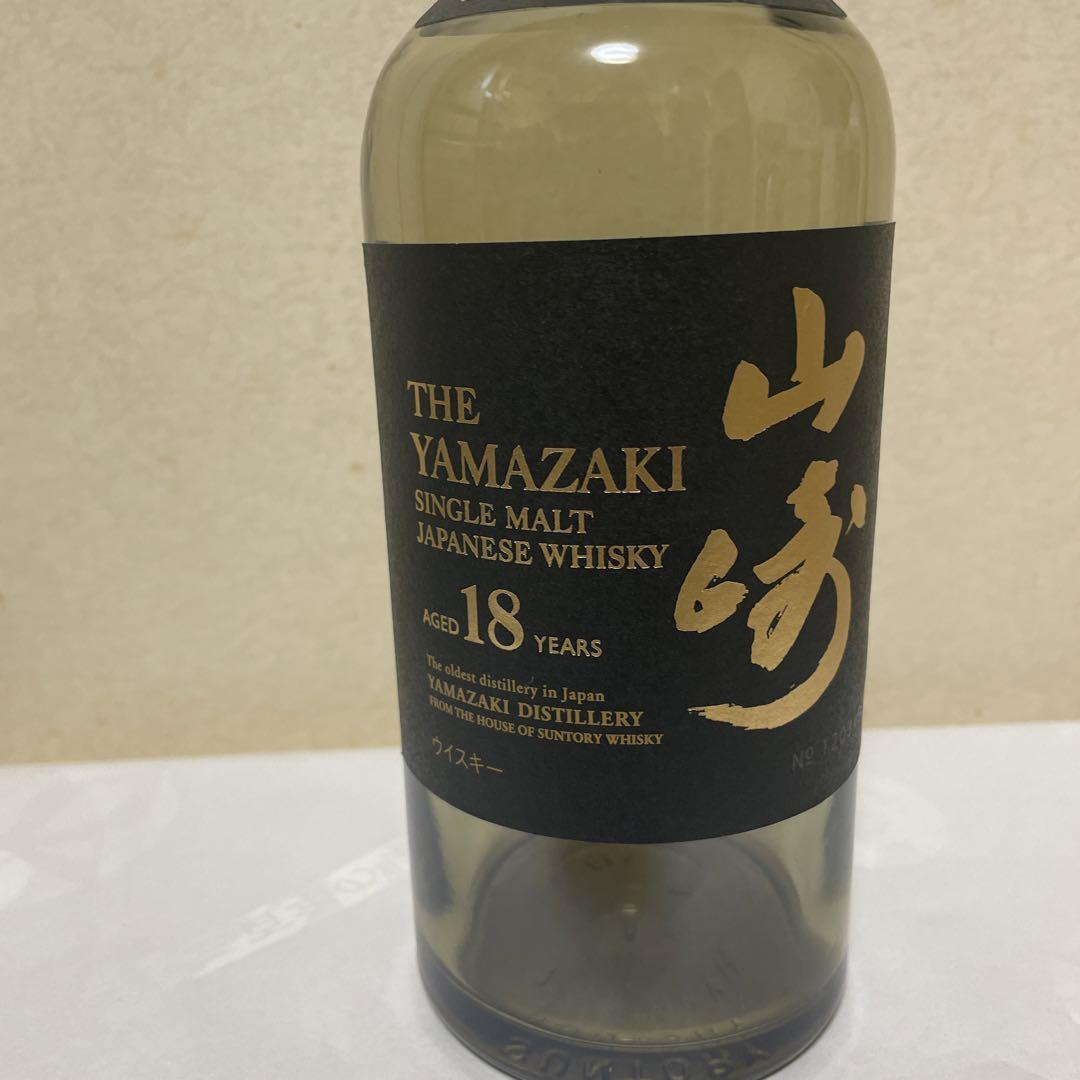 THE
YAMAZAKI
SINGLE MALT
JAPANESE WHISKY
AGED 18 YEARS
The oldest distillery in Japan
YAMAZAKI DISTILLERY
FROM THE HOUSE OF SUNTORY WHISKY
ウイスキー
山崎
SUNTORY